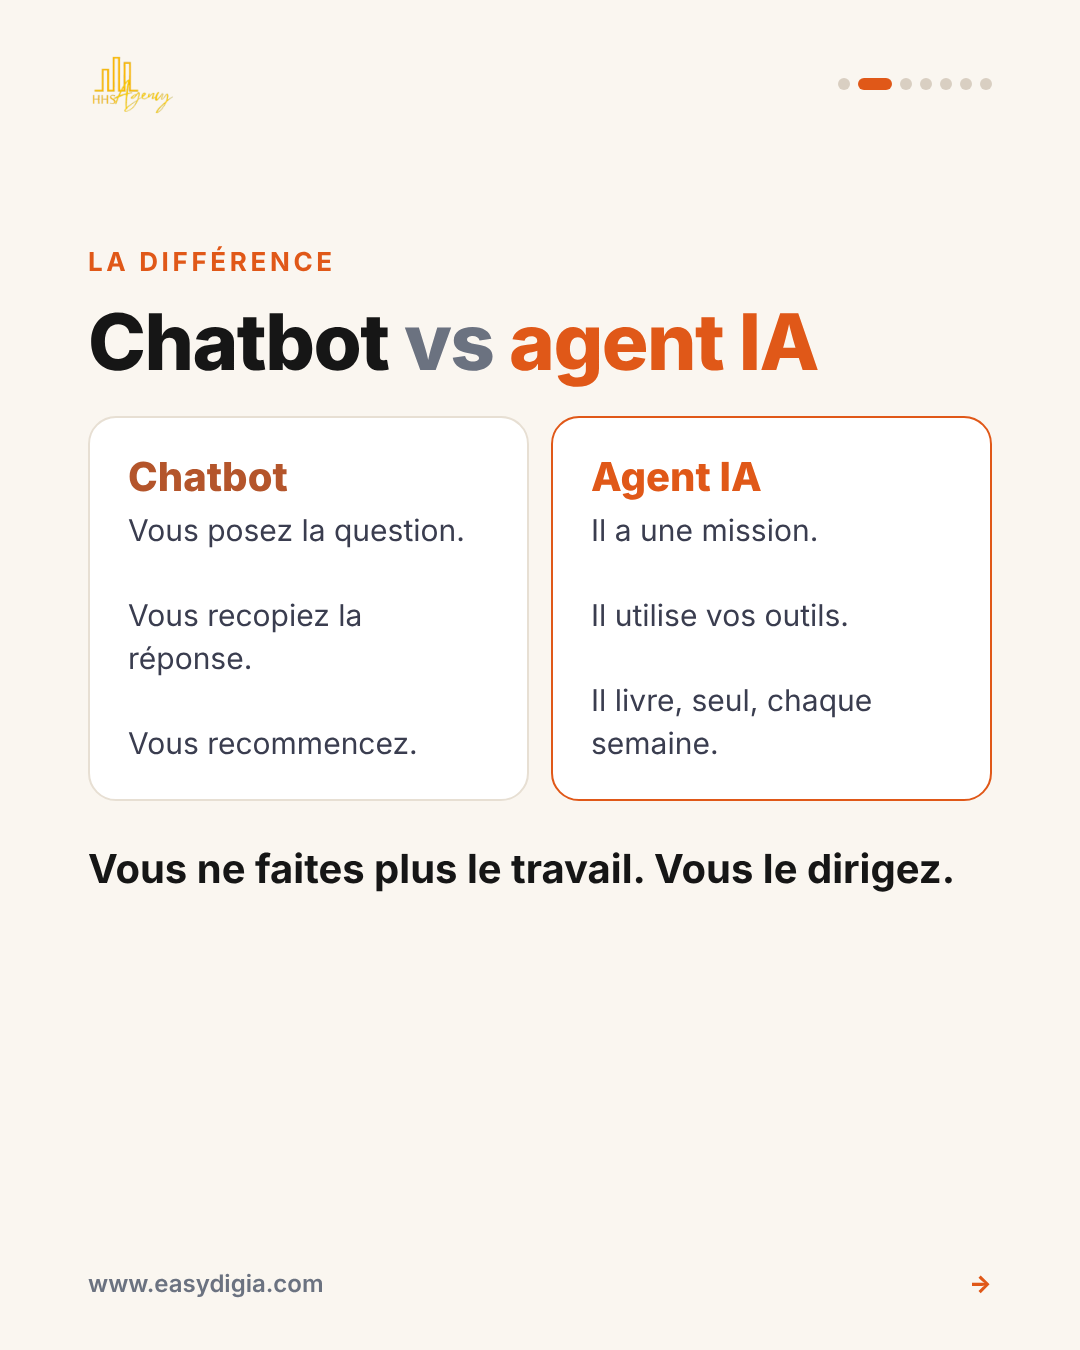 HHS Agency
LA DIFFÉRENCE
Chatbot vs agent IA
Chatbot
Vous posez la question.
Vous recopiez la
réponse.
Vous recommencez.
Agent IA
Il a une mission.
Il utilise vos outils.
Il livre, seul, chaque
semaine.
Vous ne faites plus le travail. Vous le dirigez.
www.easydigia.com
→